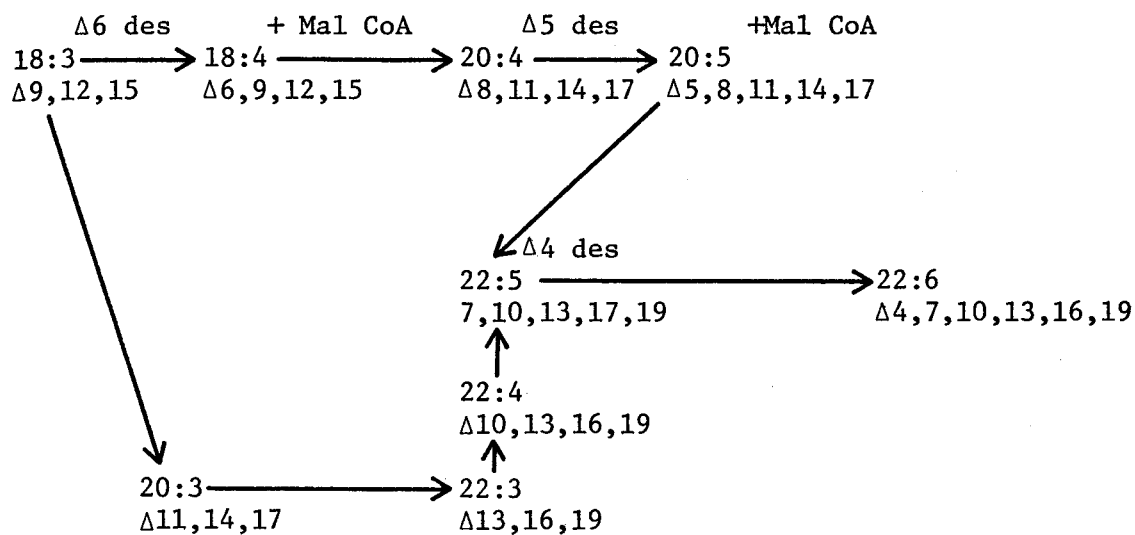 Δ6 des + Mal CoA Δ5 des +Mal CoA
18:3 18:4 20:4 20:5
Δ9,12,15 Δ6,9,12,15 Δ8,11,14,17 Δ5,8,11,14,17
Δ4 des
22:5 22:6
7,10,13,17,19 Δ4,7,10,13,16,19
22:4
Δ10,13,16,19
20:3 22:3
Δ11,14,17 Δ13,16,19